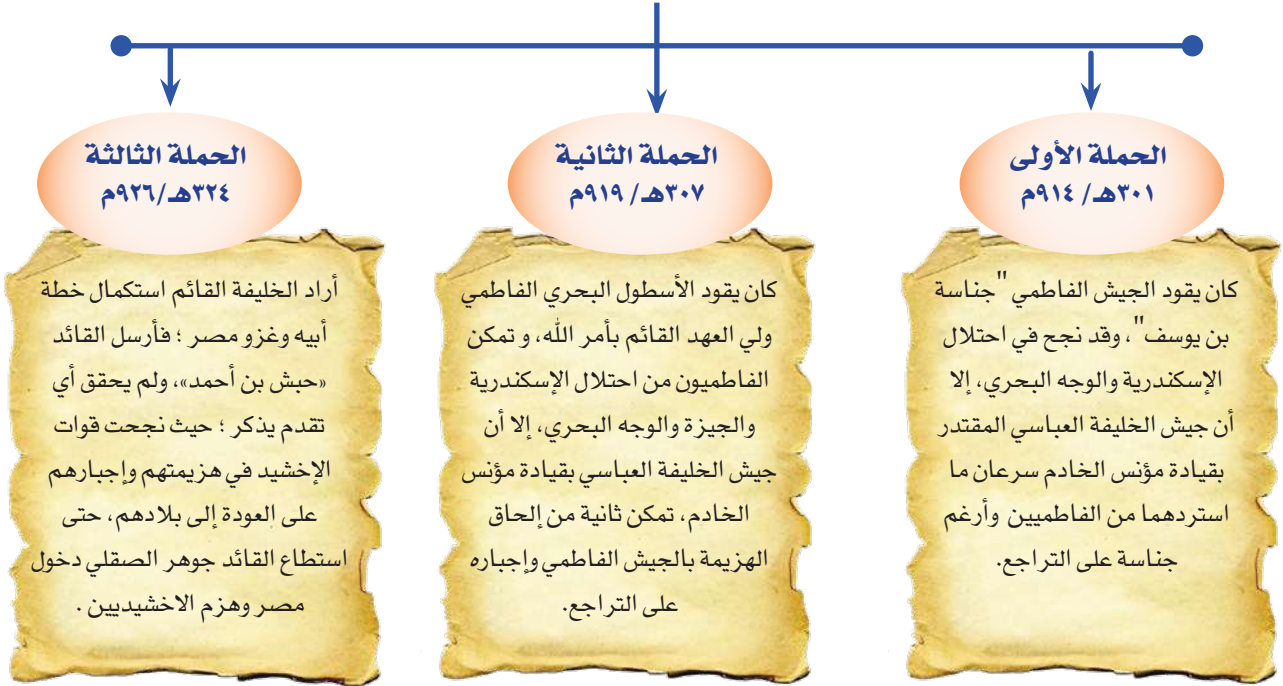 الحملة الأولى
٣٠١هـ / ٩١٤م
كان يقود الجيش الفاطمي "جناسة
بن يوسف"، وقد نجح في احتلال
الإسكندرية والوجه البحري، إلا
أن جيش الخليفة العباسي المقتدر
بقيادة مؤنس الخادم سرعان ما
استردهما من الفاطميين وأرغم
جناسة على التراجع.
الحملة الثانية
٣٠٧هـ / ٩١٩م
كان يقود الأسطول البحري الفاطمي
ولي العهد القائم بأمر الله، و تمكن
الفاطميون من احتلال الإسكندرية
والجيزة والوجه البحري، إلا أن
جيش الخليفة العباسي بقيادة مؤنس
الخادم، تمكن ثانية من إلحاق
الهزيمة بالجيش الفاطمي وإجباره
على التراجع.
الحملة الثالثة
٣٢٤هـ/٩٢٦م
أراد الخليفة القائم استكمال خطة
أبيه وغزو مصر ؛ فأرسل القائد
«حبش بن أحمد»، ولم يحقق أي
تقدم يذكر ؛ حيث نجحت قوات
الإخشيد في هزيمتهم وإجبارهم
على العودة إلى بلادهم، حتى
استطاع القائد جوهر الصقلي دخول
مصر وهزم الاخشيديين .